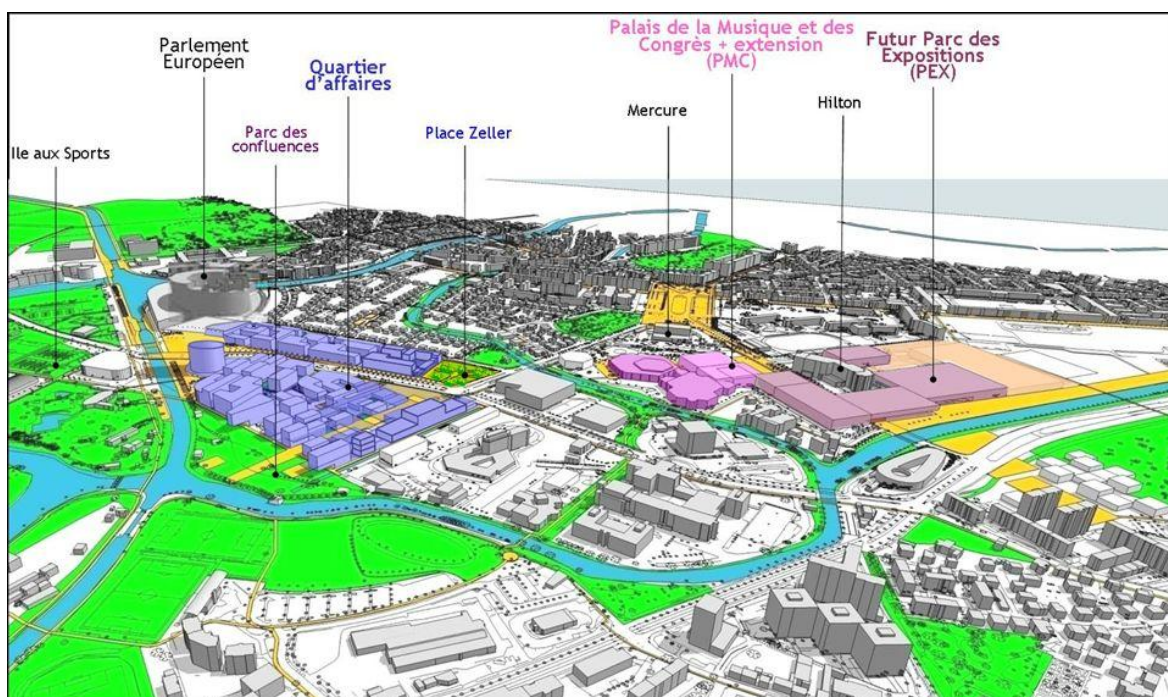 Parlement
Européen
Quartier
d'affaires
Palais de la Musique et des
Congrès + extension
(PMC)
Futur Parc des
Expositions
(PEX)
Mercure
Hilton
Parc des
confluences
Place Zeller
Ile aux Sports